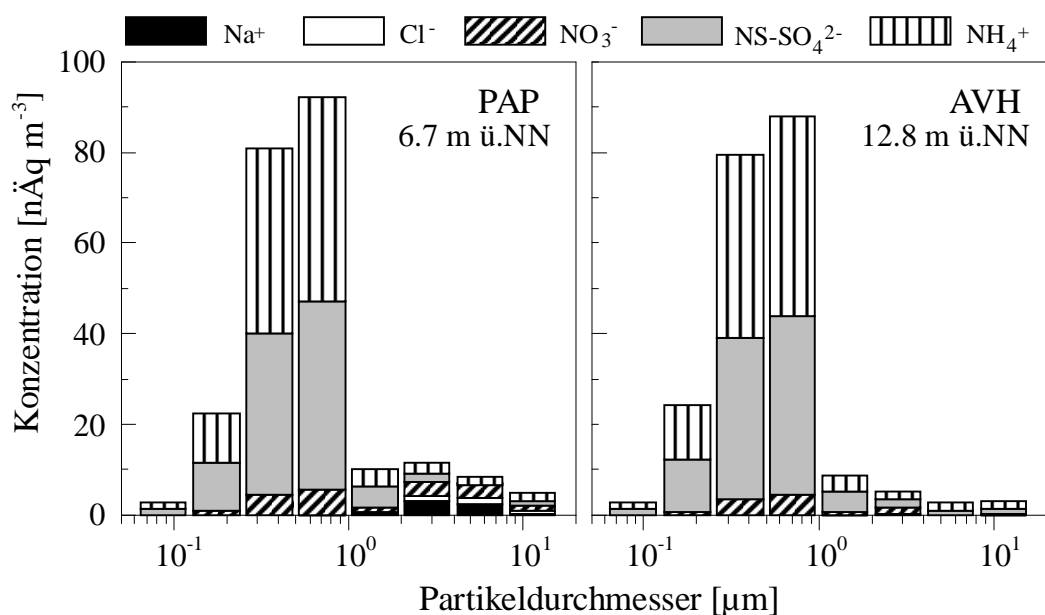 Na⁺ Cl⁻ NO₃⁻ NS-SO₄²⁻ NH₄⁺
Konzentration [nÄq m⁻³]
100
80
60
40
20
0
PAP
6.7 m ü.NN
AVH
12.8 m ü.NN
10⁻¹ 10⁰ 10¹ 10⁻¹ 10⁰ 10¹
Partikeldurchmesser [µm]